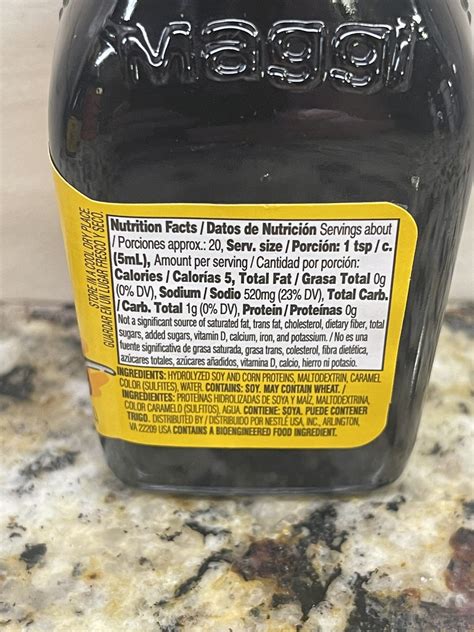 Maggi
STORE IN A COOL DRY PLACE
GUARDAR EN UN LUGAR FRESCO Y SECO.
Nutrition Facts / Datos de Nutrición Servings about
/ Porciones aprox.: 20, Serv. size / Porción: 1 tsp / c.
(5mL), Amount per serving / Cantidad por porción:
Calories / Calorías 5, Total Fat / Grasa Total 0g
(0% DV), Sodium / Sodio 520mg (23% DV), Total Carb.
/ Carb. Total 1g (0% DV), Protein / Proteínas 0g
Not a significant source of saturated fat, trans fat, cholesterol, dietary fiber, total
sugars, added sugars, vitamin D, calcium, iron, and potassium. / No es una
fuente significativa de grasa saturada, grasa trans, colesterol, fibra dietética,
azúcares totales, azúcares añadidos, vitamina D, calcio, hierro ni potasio.
INGREDIENTS: HYDROLYZED SOY AND CORN PROTEINS, MALTODEXTRIN, CARAMEL
COLOR (SULFITES), WATER. CONTAINS: SOY. MAY CONTAIN WHEAT. /
INGREDIENTES: PROTEÍNAS HIDROLIZADAS DE SOYA Y MAÍZ, MALTODEXTRINA,
COLOR CARAMELO (SULFITOS), AGUA. CONTIENE: SOYA. PUEDE CONTENER
TRIGO. DISTRIBUTED BY / DISTRIBUIDO POR NESTLÉ USA, INC., ARLINGTON,
VA 22209 USA CONTAINS A BIOENGINEERED FOOD INGREDIENT.